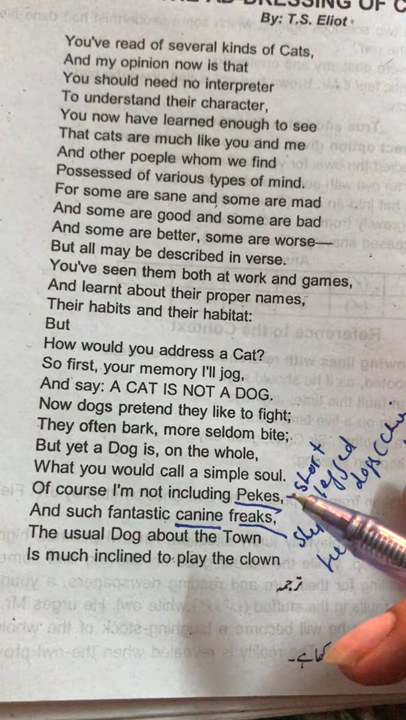 DRESSING OF C
By: T.S. Eliot
You've read of several kinds of Cats,
And my opinion now is that
You should need no interpreter
To understand their character,
You now have learned enough to see
That cats are much like you and me
And other poeple whom we find
Possessed of various types of mind.
For some are sane and some are mad
And some are good and some are bad
And some are better, some are worse—
But all may be described in verse.
You've seen them both at work and games,
And learnt about their proper names,
Their habits and their habitat:
But
How would you address a Cat?
So first, your memory I'll jog,
And say: A CAT IS NOT A DOG.
Now dogs pretend they like to fight;
They often bark, more seldom bite;
But yet a Dog is, on the whole,
What you would call a simple soul.
Of course I'm not including Pekes,
And such fantastic canine freaks,
The usual Dog about the Town
Is much inclined to play the clown
short
legged
dogs
ترجمہ